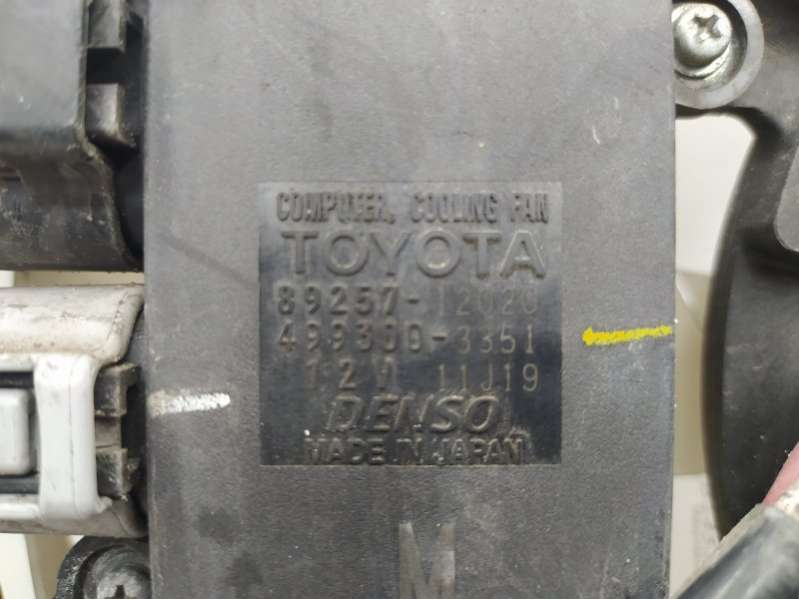 COMPUTER, COOLING FAN
TOYOTA
89257-12020
499300-3351
12V 11J19
DENSO
MADE IN JAPAN
M